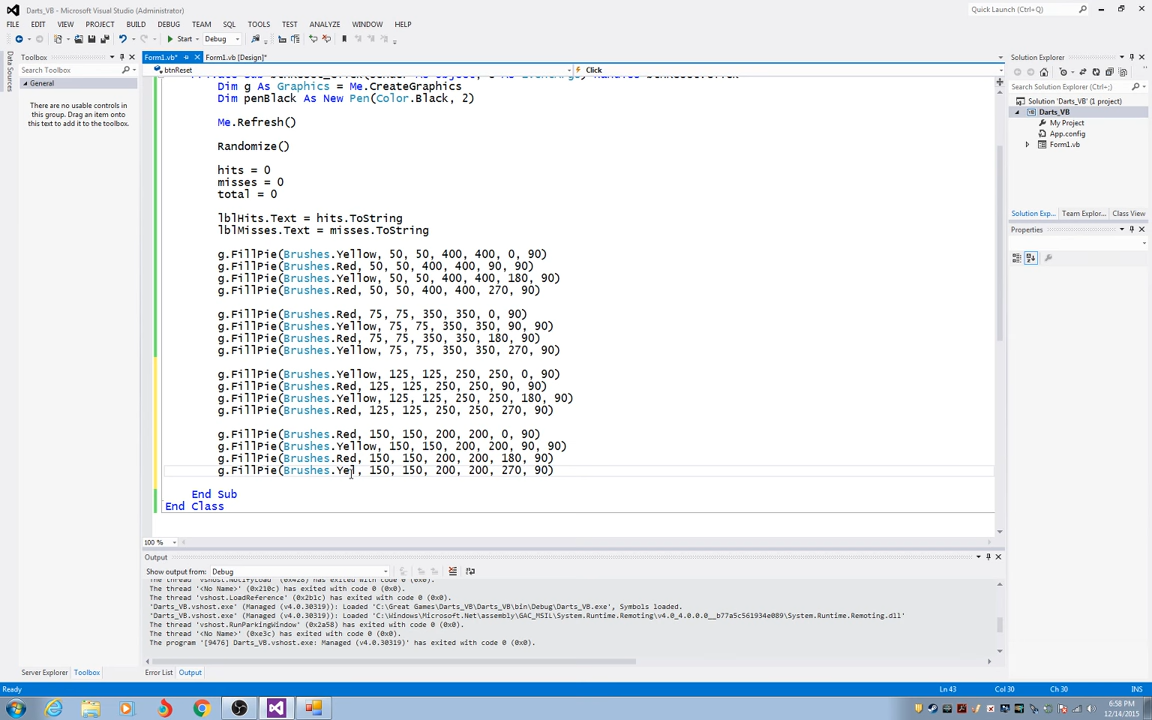 Darts_VB - Microsoft Visual Studio (Administrator)
Quick Launch (Ctrl+;)
FILE EDIT VIEW PROJECT BUILD DEBUG TEAM SQL TOOLS TEST ANALYZE WINDOW HELP
Start Debug
Data Sources
Toolbox
Search Toolbox
General
There are no usable controls in
this group. Drag an item onto
this text to add it to the toolbox.
Form1.vb* Form1.vb [Design]*
btnReset Click
Dim g As Graphics = Me.CreateGraphics
Dim penBlack As New Pen(Color.Black, 2)
Me.Refresh()
Randomize()
hits = 0
misses = 0
total = 0
lblHits.Text = hits.ToString
lblMisses.Text = misses.ToString
g.FillPie(Brushes.Yellow, 50, 50, 400, 400, 0, 90)
g.FillPie(Brushes.Red, 50, 50, 400, 400, 90, 90)
g.FillPie(Brushes.Yellow, 50, 50, 400, 400, 180, 90)
g.FillPie(Brushes.Red, 50, 50, 400, 400, 270, 90)
g.FillPie(Brushes.Red, 75, 75, 350, 350, 0, 90)
g.FillPie(Brushes.Yellow, 75, 75, 350, 350, 90, 90)
g.FillPie(Brushes.Red, 75, 75, 350, 350, 180, 90)
g.FillPie(Brushes.Yellow, 75, 75, 350, 350, 270, 90)
g.FillPie(Brushes.Yellow, 125, 125, 250, 250, 0, 90)
g.FillPie(Brushes.Red, 125, 125, 250, 250, 90, 90)
g.FillPie(Brushes.Yellow, 125, 125, 250, 250, 180, 90)
g.FillPie(Brushes.Red, 125, 125, 250, 250, 270, 90)
g.FillPie(Brushes.Red, 150, 150, 200, 200, 0, 90)
g.FillPie(Brushes.Yellow, 150, 150, 200, 200, 90, 90)
g.FillPie(Brushes.Red, 150, 150, 200, 200, 180, 90)
g.FillPie(Brushes.Yel, 150, 150, 200, 200, 270, 90)
End Sub
End Class
100 %
Output
Show output from: Debug
The thread 'vshost.NotifyLoad' (0x428) has exited with code 0 (0x0).
The thread '<No Name>' (0x210c) has exited with code 0 (0x0).
The thread 'vshost.LoadReference' (0x2b1c) has exited with code 0 (0x0).
'Darts_VB.vshost.exe' (Managed (v4.0.30319)): Loaded 'C:\Great Games\Darts_VB\Darts_VB\bin\Debug\Darts_VB.exe', Symbols loaded.
'Darts_VB.vshost.exe' (Managed (v4.0.30319)): Loaded 'C:\Windows\Microsoft.Net\assembly\GAC_MSIL\System.Runtime.Remoting\v4.0_4.0.0.0__b77a5c561934e089\System.Runtime.Remoting.dll'
The thread 'vshost.RunParkingWindow' (0x2a58) has exited with code 0 (0x0).
The thread '<No Name>' (0xe3c) has exited with code 0 (0x0).
The program '[9476] Darts_VB.vshost.exe: Managed (v4.0.30319)' has exited with code 0 (0x0).
Server Explorer Toolbox
Error List Output
Solution Explorer
Search Solution Explorer (Ctrl+;)
Solution 'Darts_VB' (1 project)
Darts_VB
My Project
App.config
Form1.vb
Solution Exp... Team Explor... Class View
Properties
Ready Ln 43 Col 30 Ch 30 INS
6:58 PM
12/14/2015